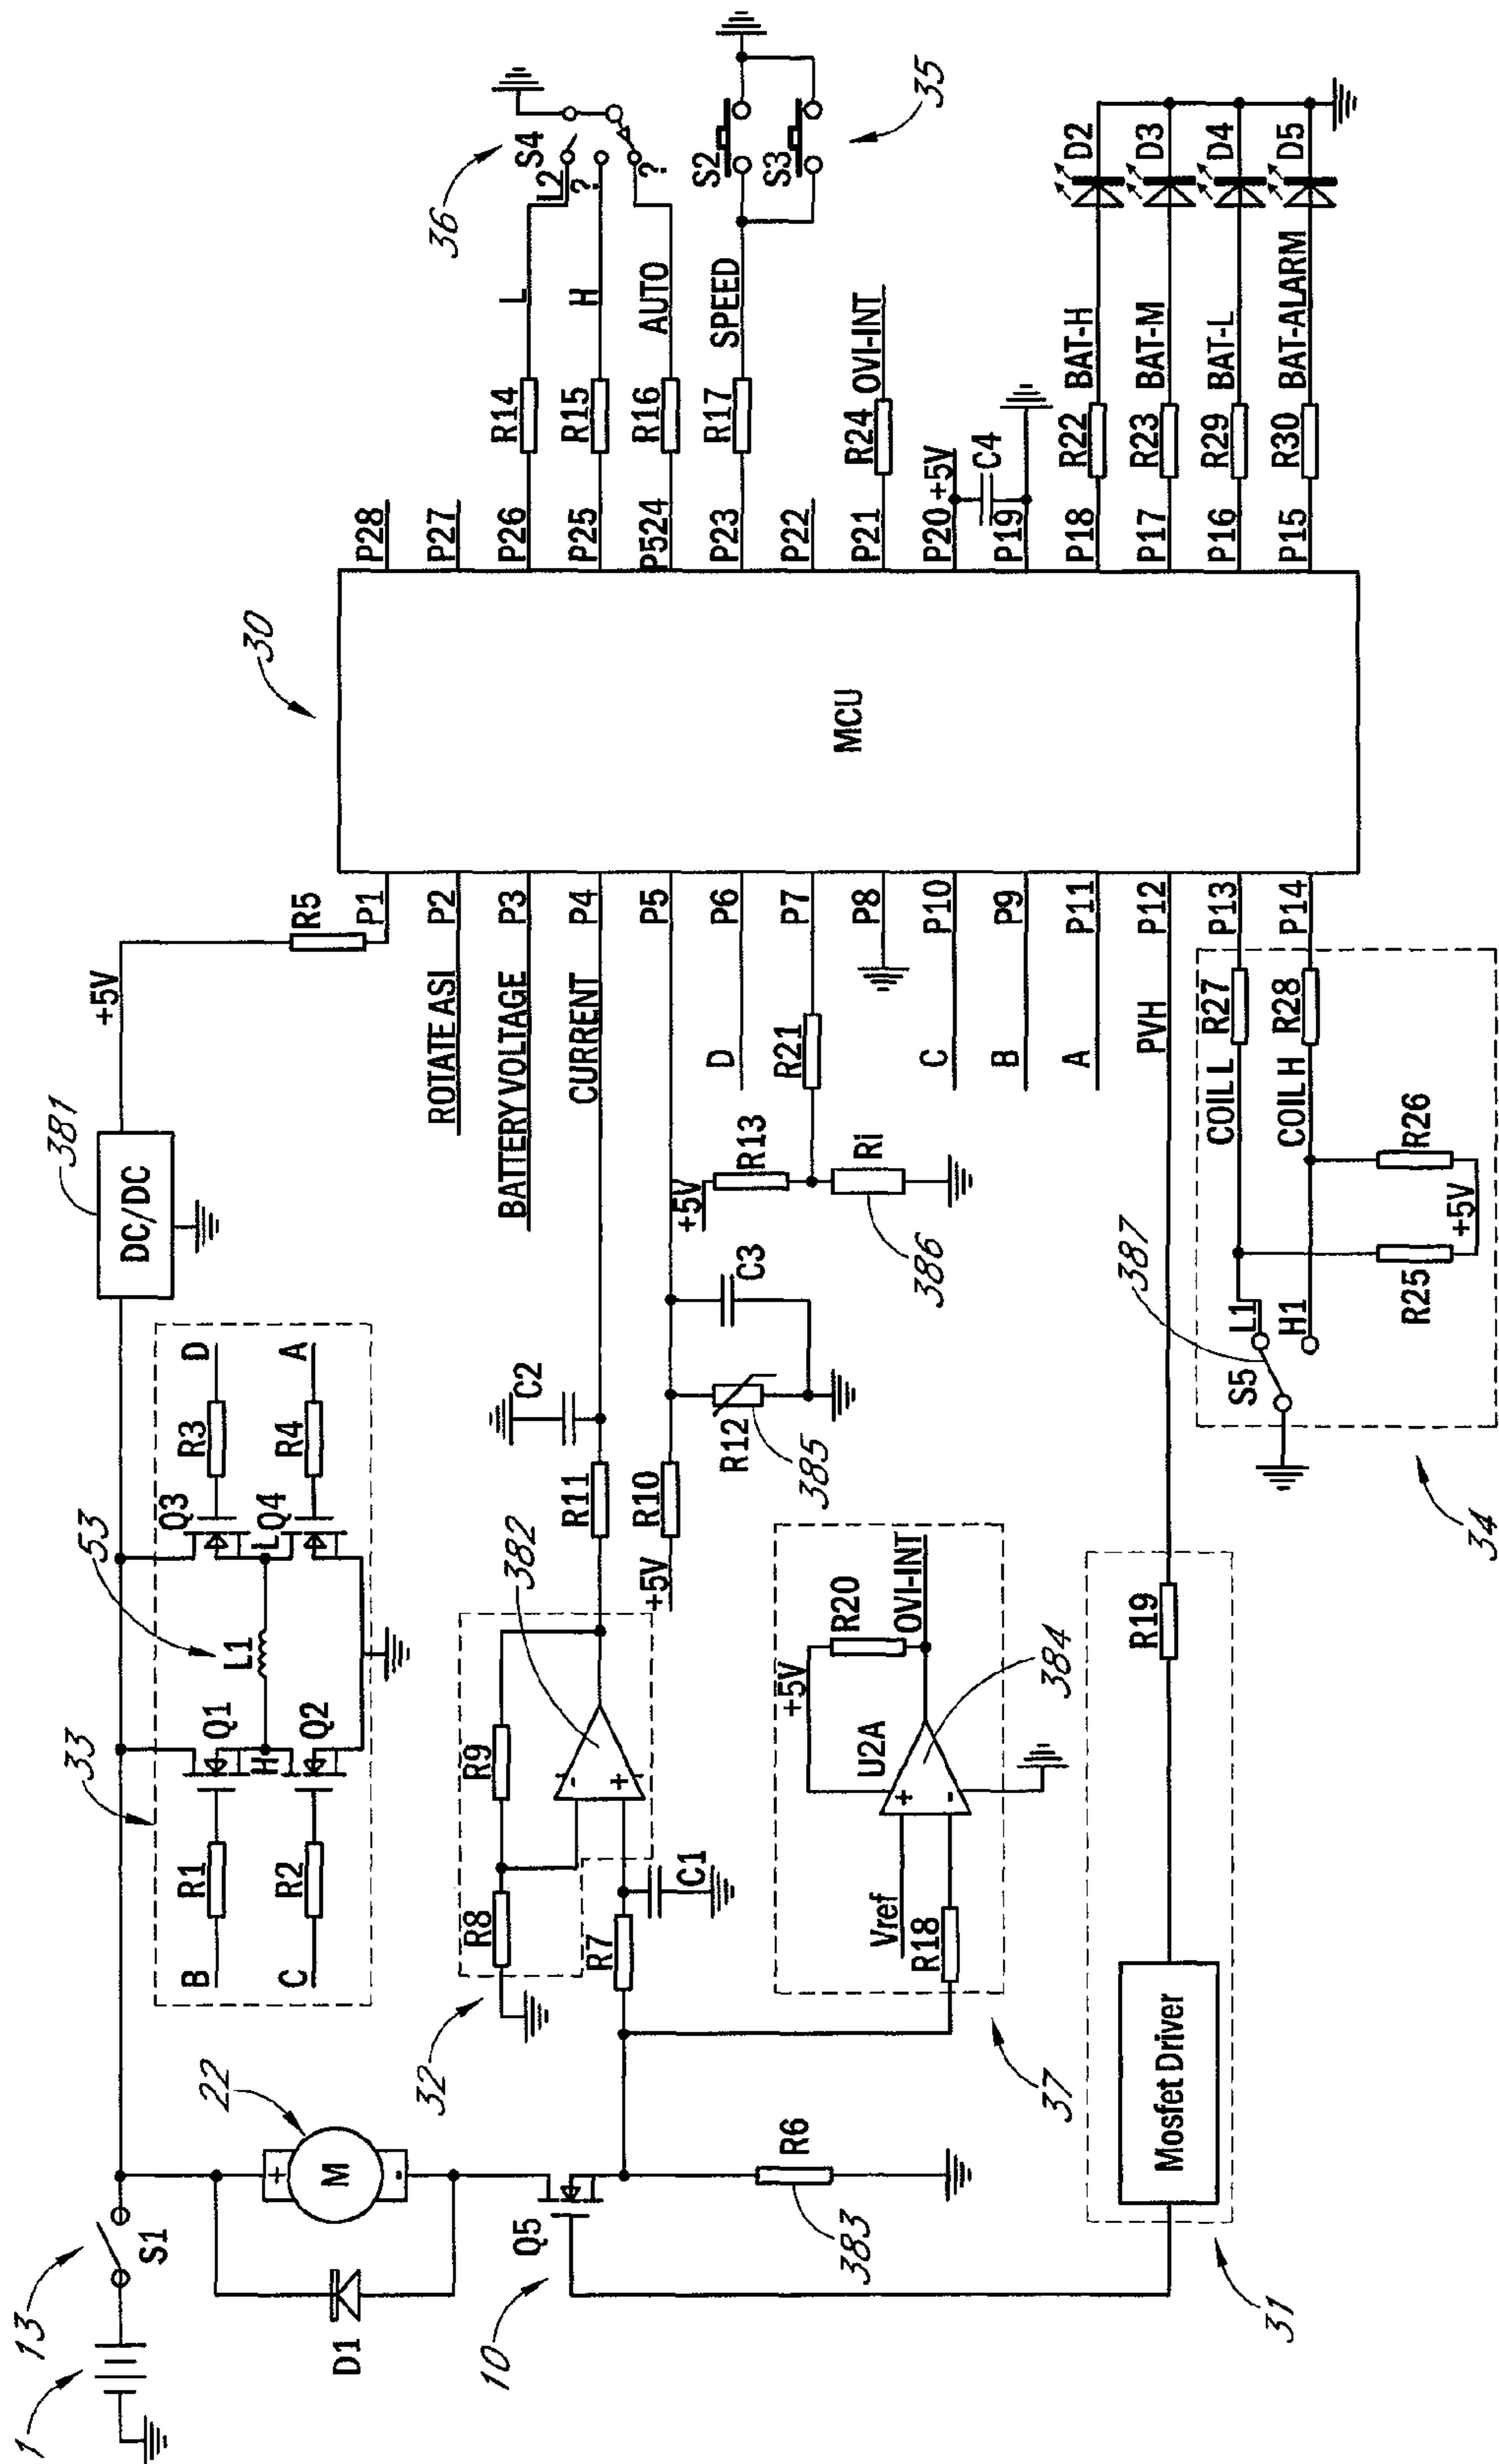 1
13
S1
D1
22
+
M
-
10
Q5
R6
383
31
Mosfet Driver
R19
33
B
R1
C
R2
Q1
H
Q2
L1
53
Q3
L
Q4
R3
D
R4
A
381
DC/DC
+5V
R5
32
R8
R9
-
+
382
R7
C1
R11
C2
37
Vref
R18
U2A
+
-
+5V
R20
OVI-INT
384
+5V
R10
R12
385
C3
+5V
R13
Ri
386
R21
34
S5
387
L1
H1
R25
+5V
R26
COIL L
COIL H
R27
R28
ROTATE ASI
BATTERY VOLTAGE
CURRENT
D
C
B
A
PVH
P1
P2
P3
P4
P5
P6
P7
P8
P10
P9
P11
P12
P13
P14
30
MCU
P28
P27
P26
P25
P524
P23
P22
P21
P20
P19
P18
P17
P16
P15
R14
L
R15
H
R16
AUTO
R17
SPEED
R24
OVI-INT
+5V
C4
R22
BAT-H
R23
BAT-M
R29
BAT-L
R30
BAT-ALARM
36
S4
L2
?
?
S2
S3
35
D2
D3
D4
D5